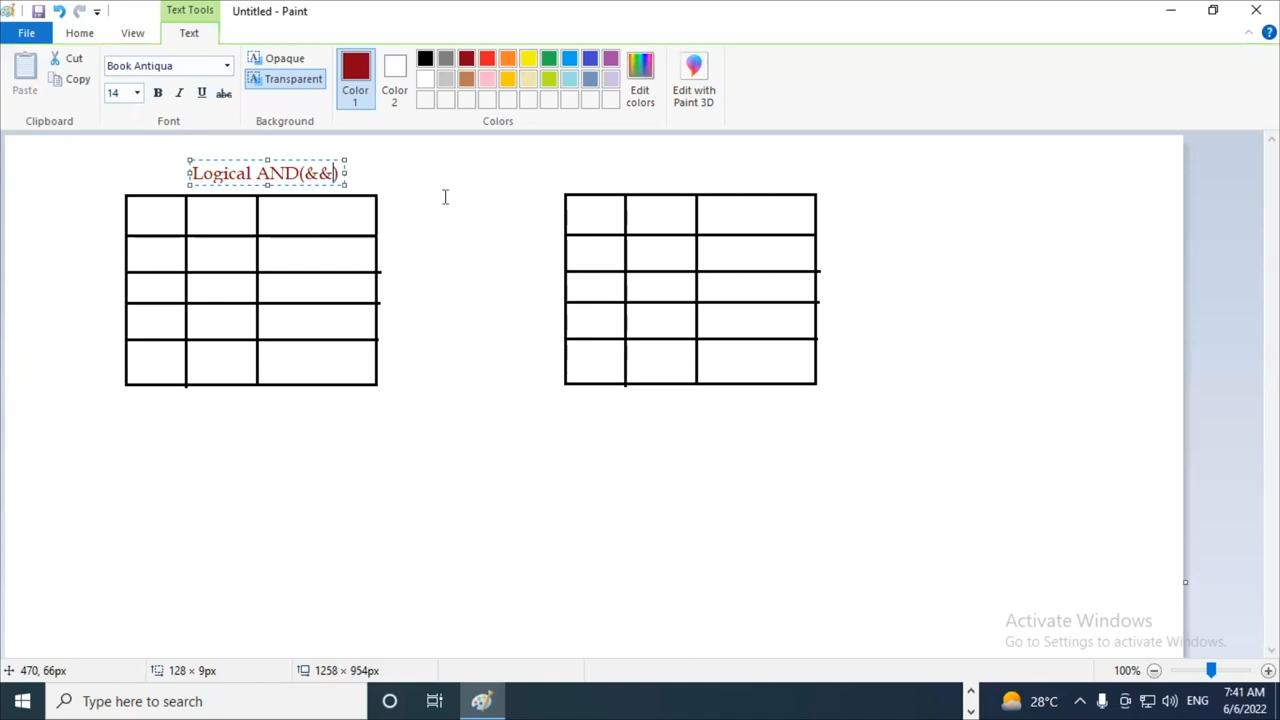 Text Tools
Untitled - Paint
File
Home
View
Text
Paste
Cut
Copy
Clipboard
Book Antiqua
14
B
I
U
abc
Font
Opaque
Transparent
Background
Color 1
Color 2
Edit colors
Edit with Paint 3D
Colors
Logical AND(&&)
Activate Windows
Go to Settings to activate Windows.
470, 66px
128 × 9px
1258 × 954px
100%
Type here to search
28°C
ENG
7:41 AM
6/6/2022